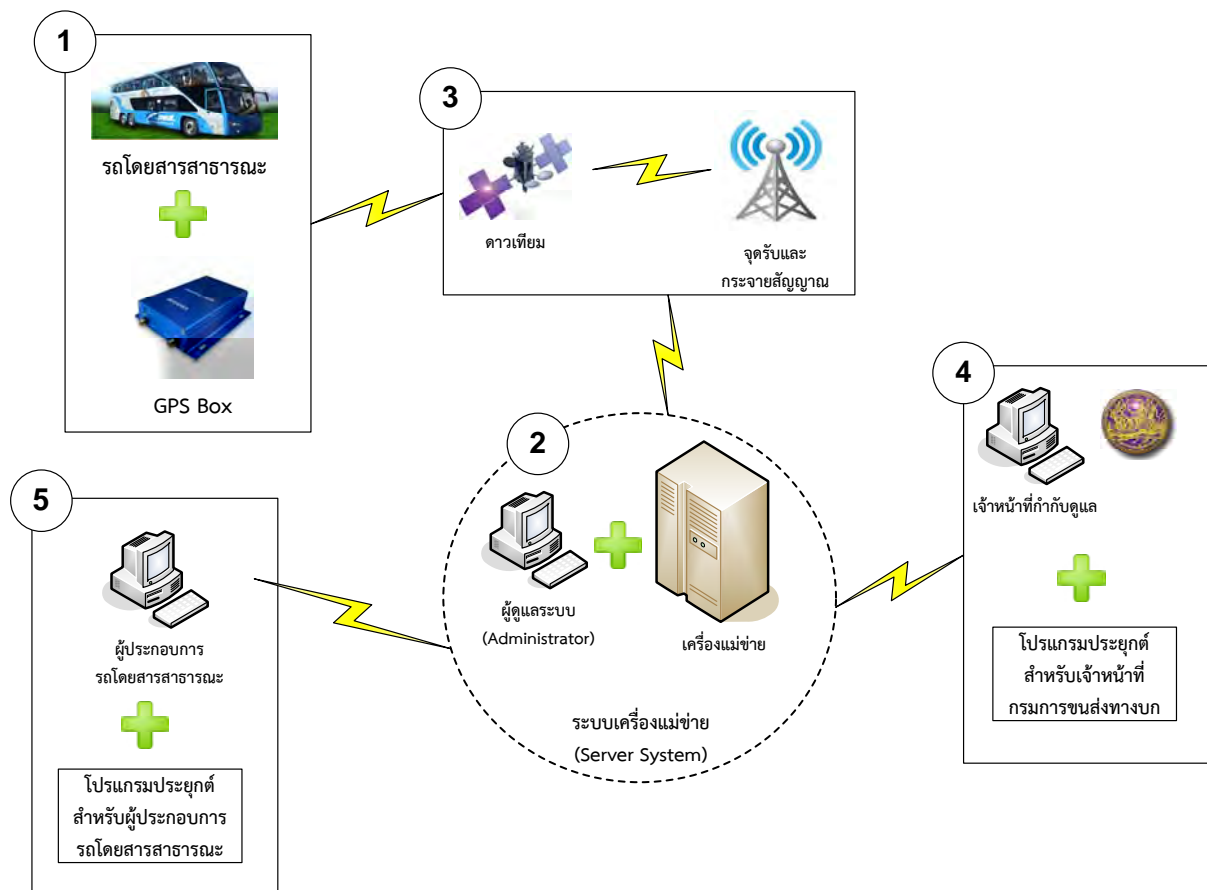 1
รถโดยสารสาธารณะ
GPS Box
3
ดาวเทียม
จุดรับและ
กระจายสัญญาณ
2
ผู้ดูแลระบบ
(Administrator)
เครื่องแม่ข่าย
ระบบเครื่องแม่ข่าย
(Server System)
4
เจ้าหน้าที่กำกับดูแล
โปรแกรมประยุกต์
สำหรับเจ้าหน้าที่
กรมการขนส่งทางบก
5
ผู้ประกอบการ
รถโดยสารสาธารณะ
โปรแกรมประยุกต์
สำหรับผู้ประกอบการ
รถโดยสารสาธารณะ